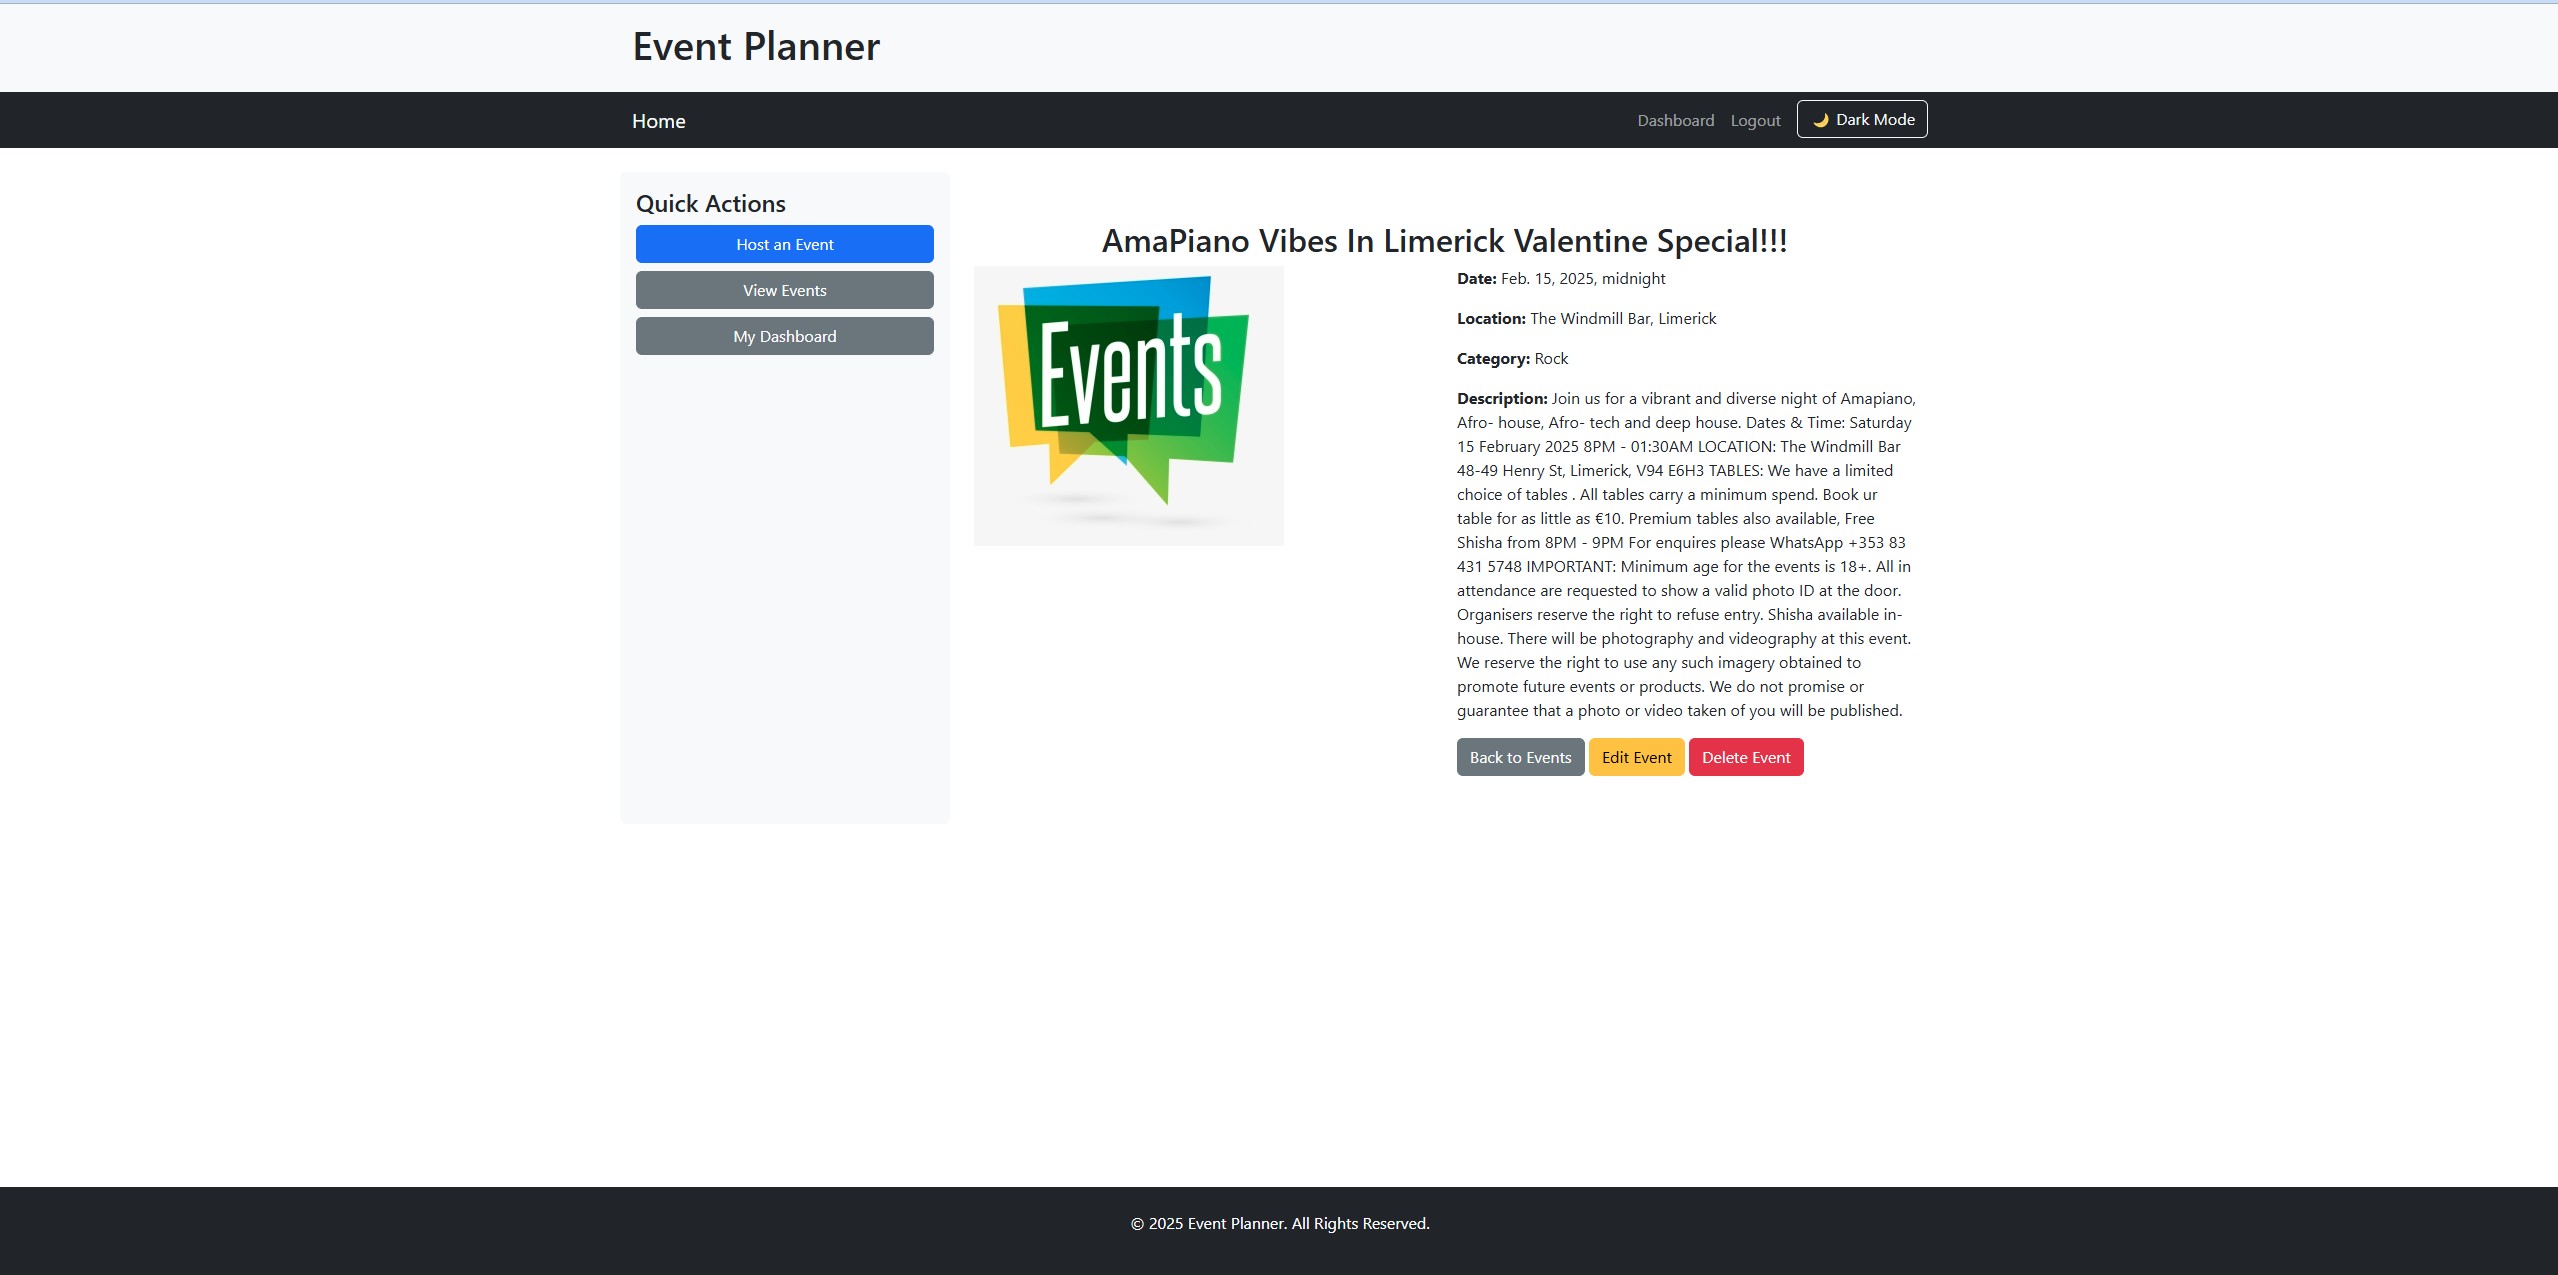 Event Planner
Home
Dashboard
Logout
🌙 Dark Mode
Quick Actions
Host an Event
View Events
My Dashboard
AmaPiano Vibes In Limerick Valentine Special!!!
Events
Date: Feb. 15, 2025, midnight
Location: The Windmill Bar, Limerick
Category: Rock
Description: Join us for a vibrant and diverse night of Amapiano,
Afro- house, Afro- tech and deep house. Dates & Time: Saturday
15 February 2025 8PM - 01:30AM LOCATION: The Windmill Bar
48-49 Henry St, Limerick, V94 E6H3 TABLES: We have a limited
choice of tables . All tables carry a minimum spend. Book ur
table for as little as €10. Premium tables also available, Free
Shisha from 8PM - 9PM For enquires please WhatsApp +353 83
431 5748 IMPORTANT: Minimum age for the events is 18+. All in
attendance are requested to show a valid photo ID at the door.
Organisers reserve the right to refuse entry. Shisha available in-
house. There will be photography and videography at this event.
We reserve the right to use any such imagery obtained to
promote future events or products. We do not promise or
guarantee that a photo or video taken of you will be published.
Back to Events
Edit Event
Delete Event
© 2025 Event Planner. All Rights Reserved.